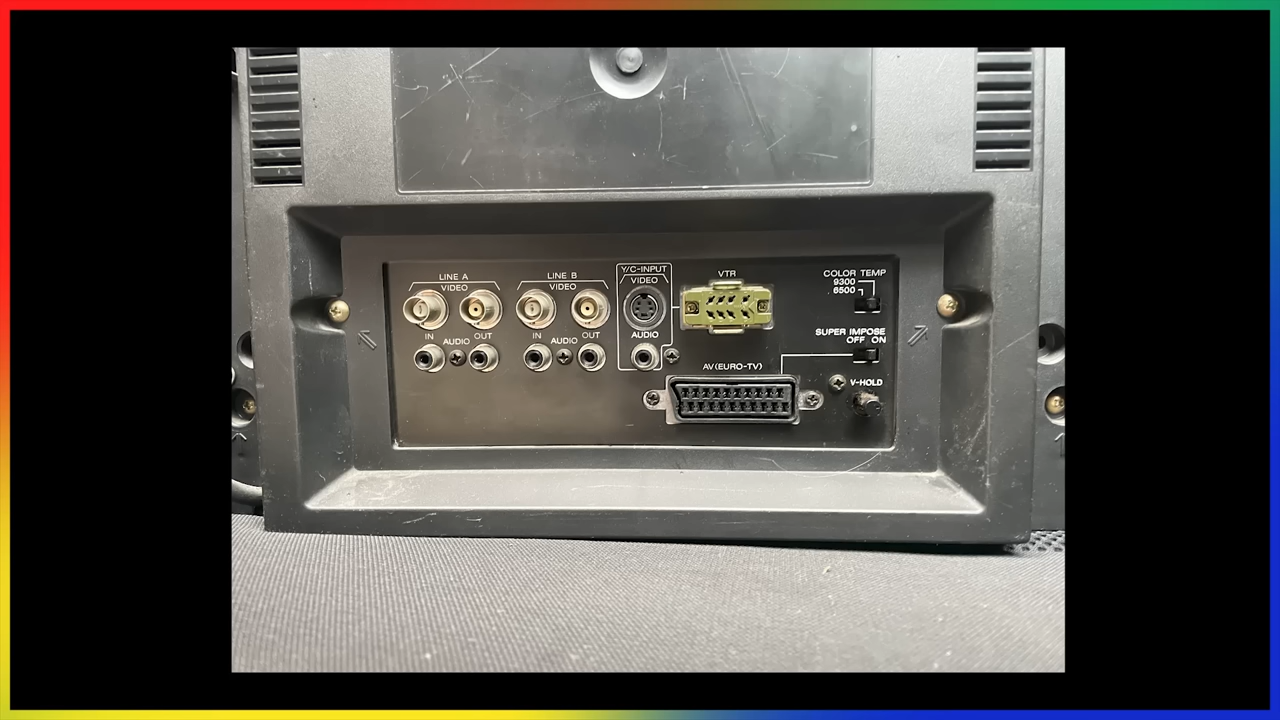 LINE A
VIDEO
IN
OUT
AUDIO
LINE B
VIDEO
IN
OUT
AUDIO
Y/C-INPUT
VIDEO
AUDIO
VTR
COLOR TEMP
9300
6500
SUPER IMPOSE
OFF ON
AV(EURO-TV)
V-HOLD